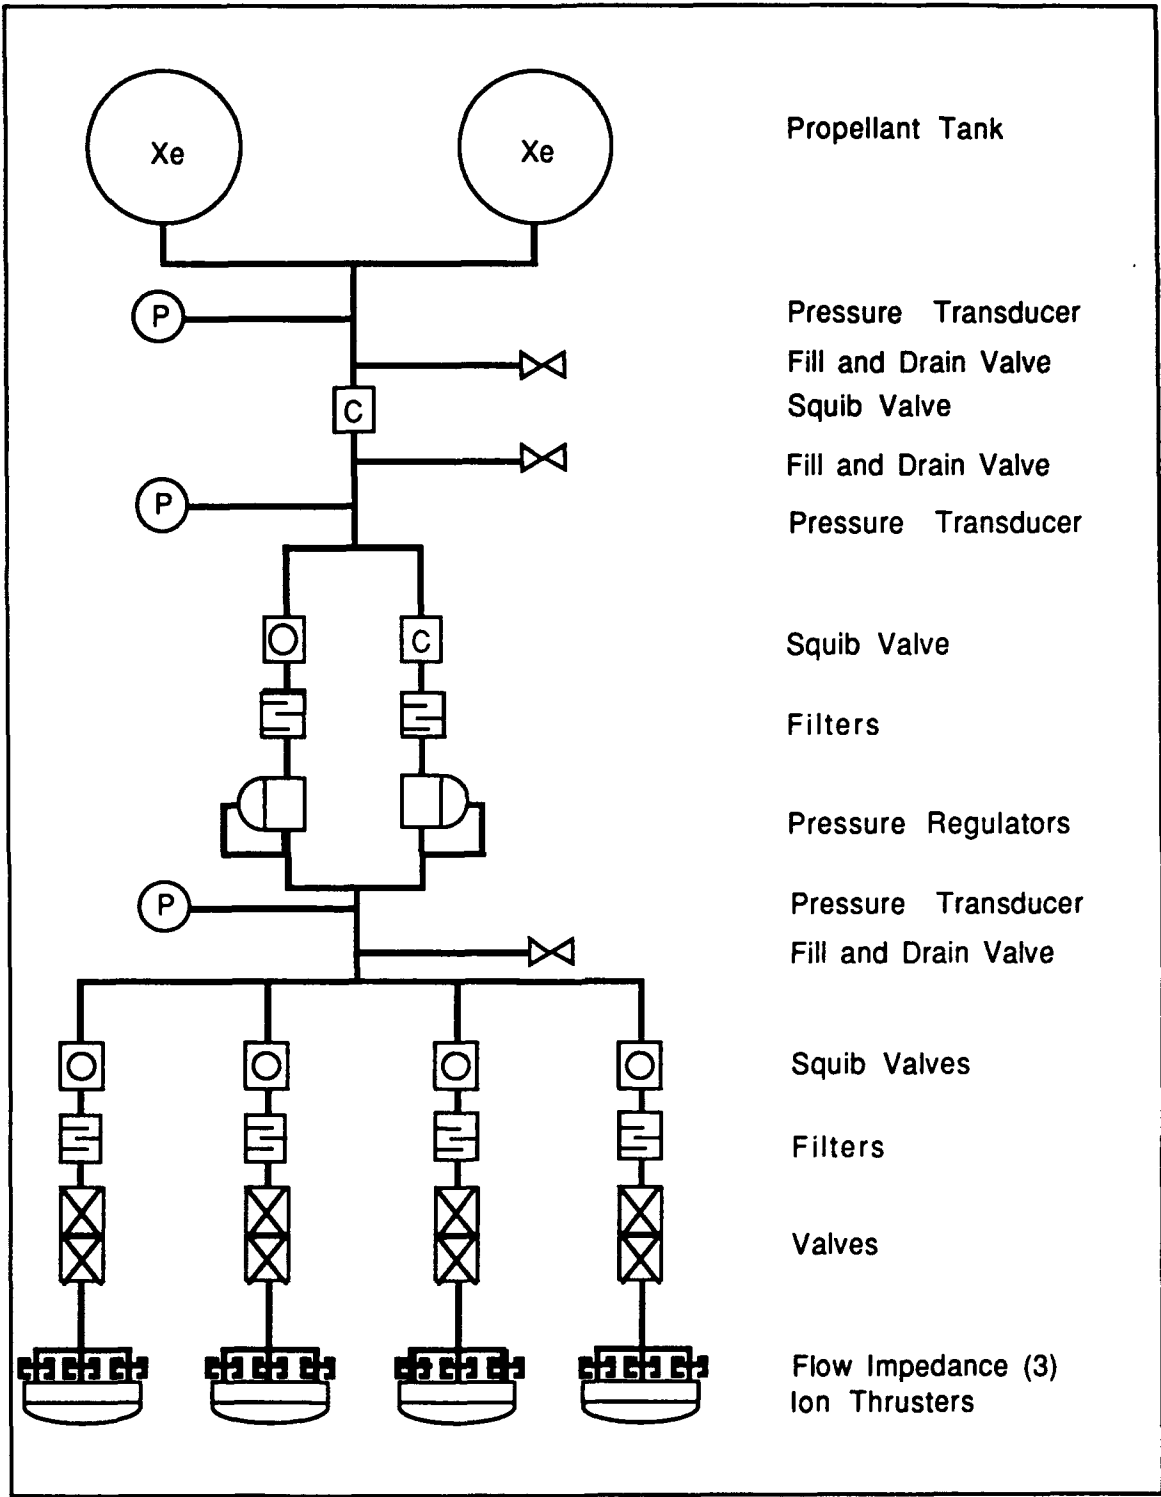 Xe
Xe
Propellant Tank
P
Pressure Transducer
Fill and Drain Valve
C
Squib Valve
Fill and Drain Valve
P
Pressure Transducer
O
C
Squib Valve
Filters
Pressure Regulators
P
Pressure Transducer
Fill and Drain Valve
O
O
O
O
Squib Valves
Filters
Valves
Flow Impedance (3)
Ion Thrusters